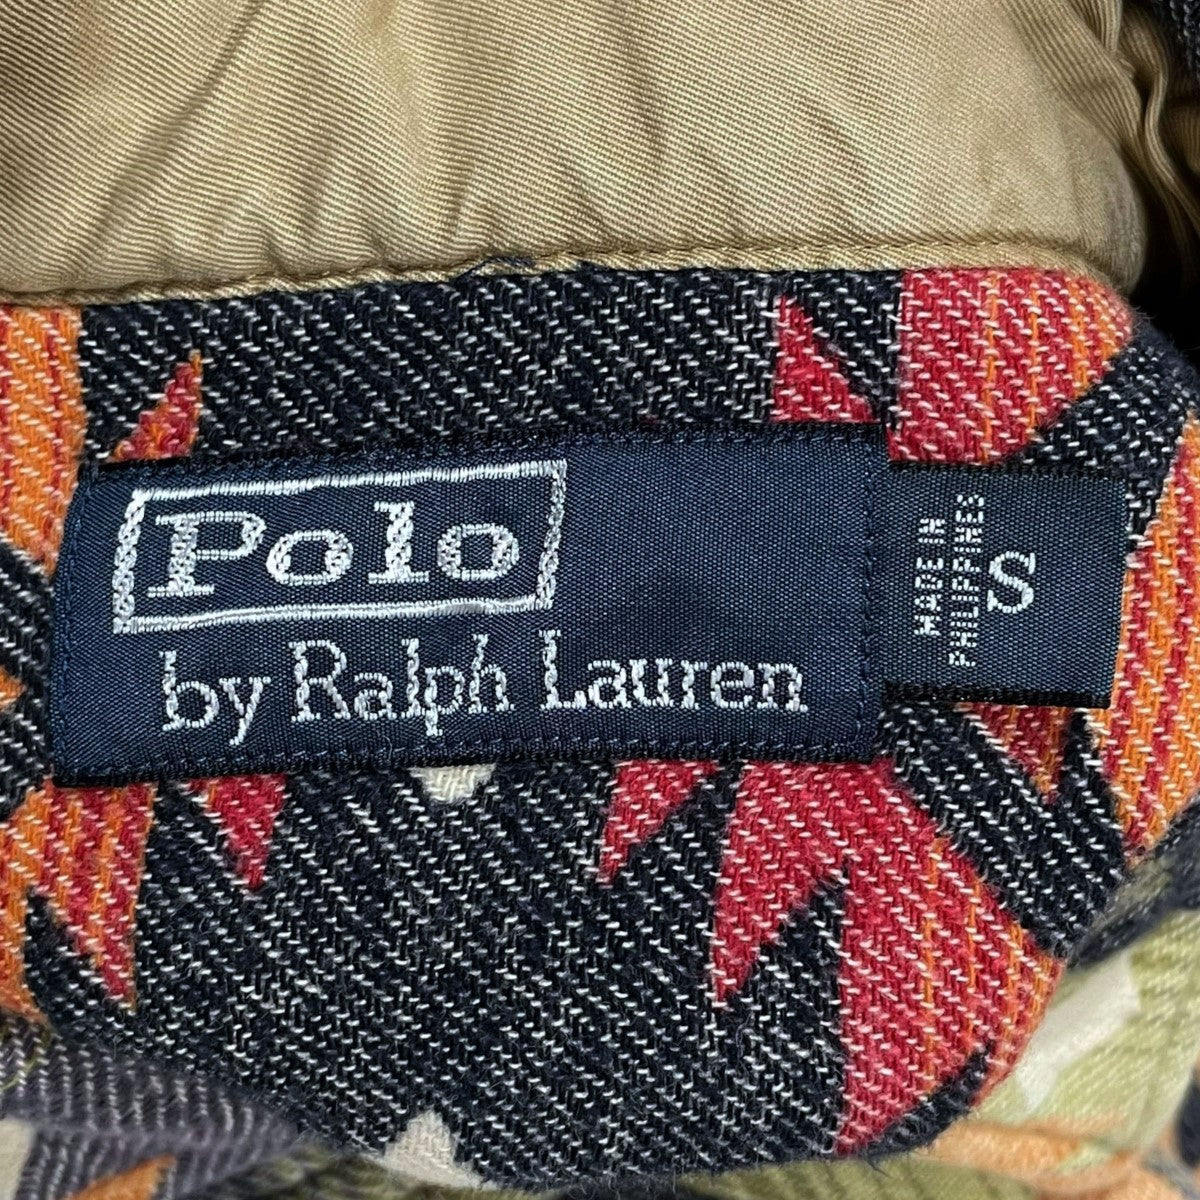 Polo
by Ralph Lauren
MADE IN
PHILIPPINES
S